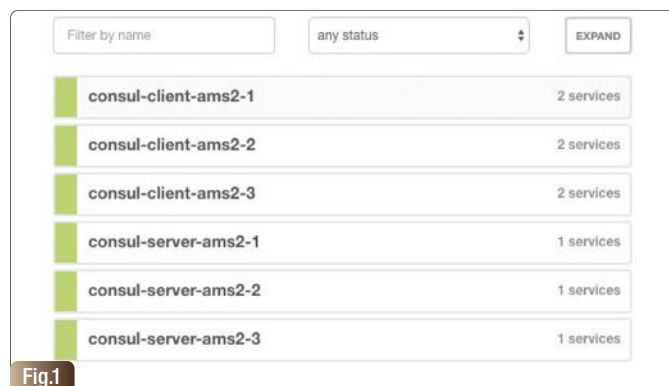 Filter by name any status EXPAND
consul-client-ams2-1 2 services
consul-client-ams2-2 2 services
consul-client-ams2-3 2 services
consul-server-ams2-1 1 services
consul-server-ams2-2 1 services
consul-server-ams2-3 1 services
Fig.1